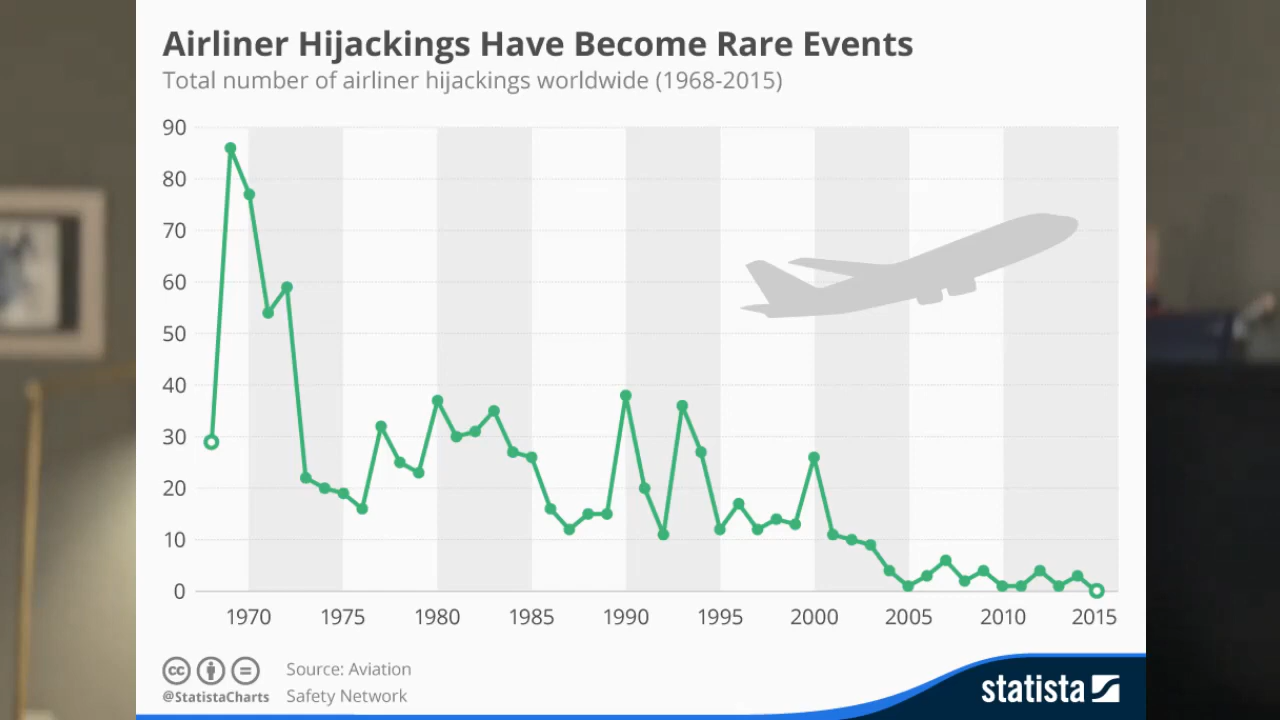 Airliner Hijackings Have Become Rare Events
Total number of airliner hijackings worldwide (1968-2015)
90
80
70
60
50
40
30
20
10
0
1970 1975 1980 1985 1990 1995 2000 2005 2010 2015
cc =
Source: Aviation
@StatistaCharts Safety Network
statista